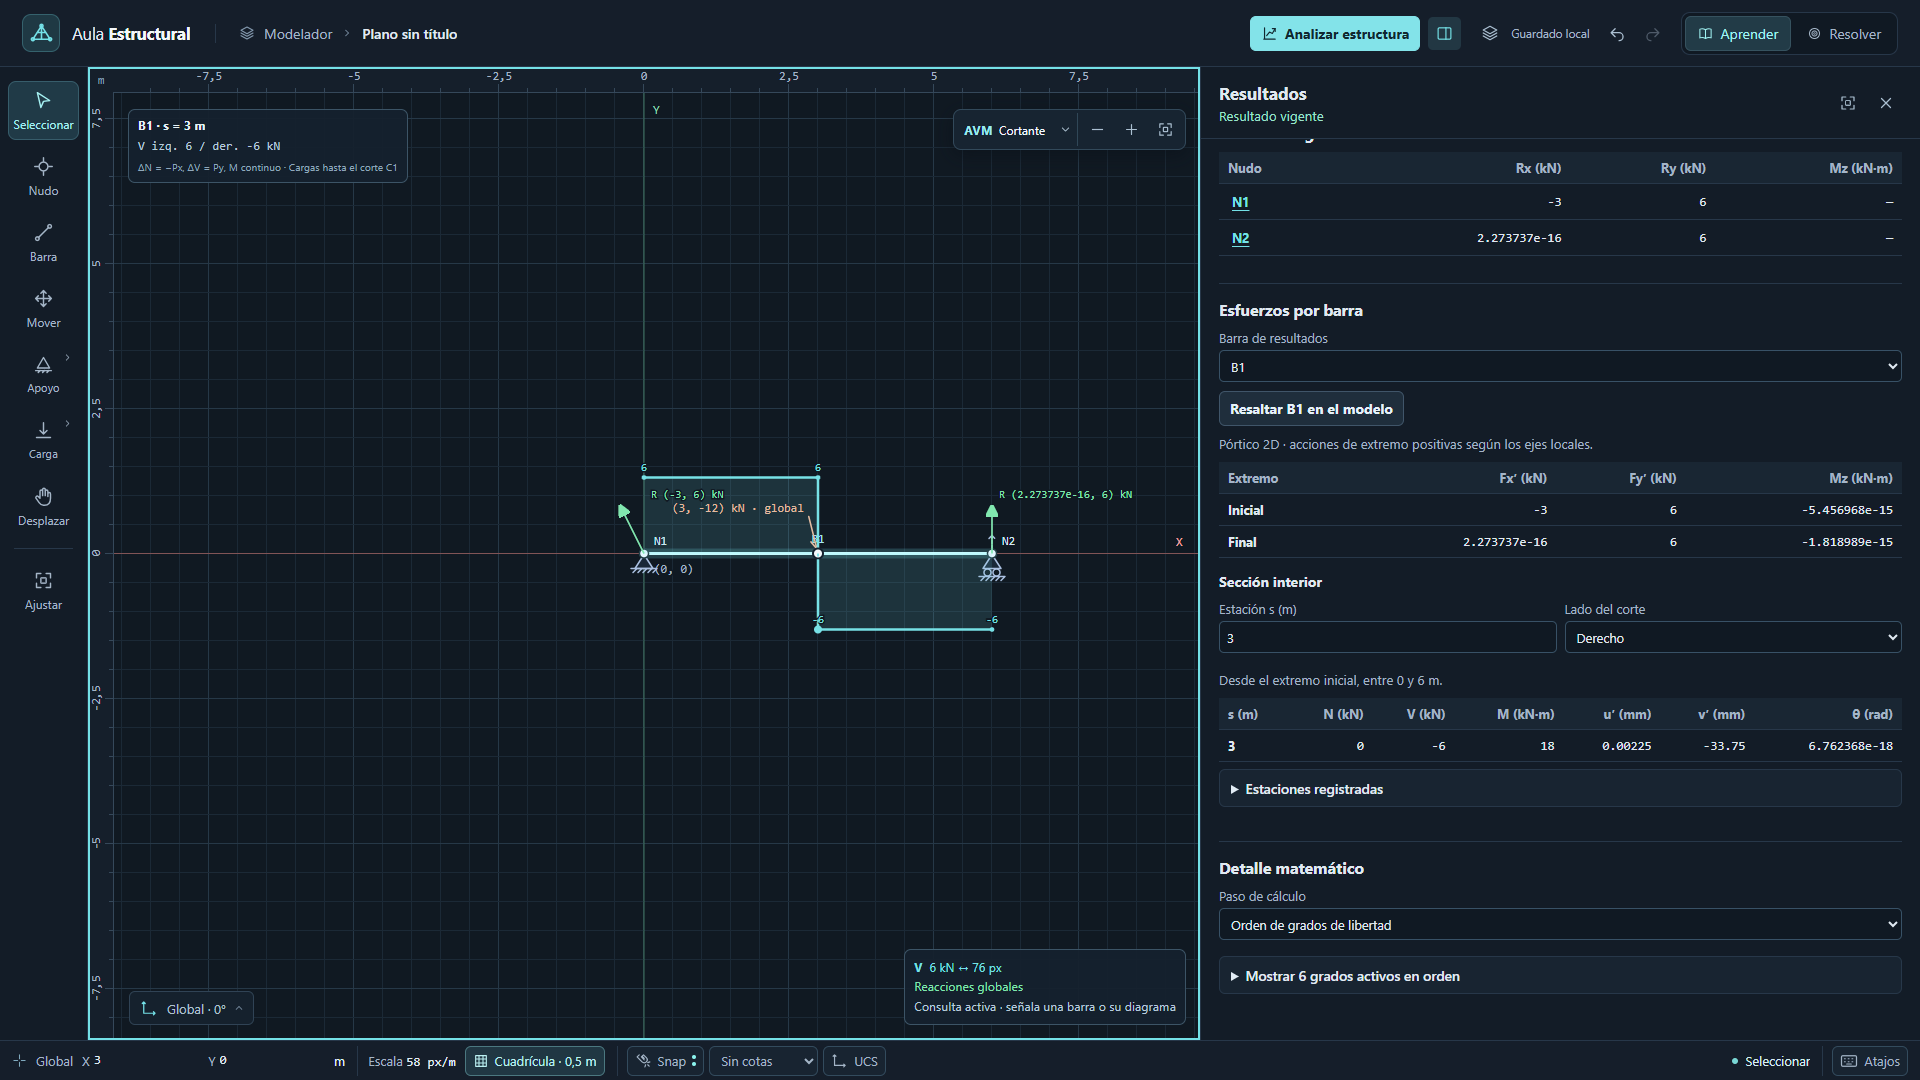 Aula Estructural
Modelador › Plano sin título
Analizar estructura
Guardado local
Aprender
Resolver
Seleccionar
Nudo
Barra
Mover
Apoyo
Carga
Desplazar
Ajustar
m
-7,5 -5 -2,5 0 2,5 5 7,5
7,5
5
2,5
0
-2,5
-5
-7,5
B1 · s = 3 m
V izq. 6 / der. -6 kN
ΔN = −Px, ΔV = Py, M continuo · Cargas hasta el corte C1
Y
AVM Cortante
6 6
R (-3, 6) kN
(3, -12) kN · global
R (2.273737e-16, 6) kN
N1
N2
X
(0, 0)
-6 -6
V 6 kN ↔ 76 px
Reacciones globales
Consulta activa · señala una barra o su diagrama
Global · 0°
Resultados
Resultado vigente
Nudo Rx (kN) Ry (kN) Mz (kN·m)
N1 -3 6 —
N2 2.273737e-16 6 —
Esfuerzos por barra
Barra de resultados
B1
Resaltar B1 en el modelo
Pórtico 2D · acciones de extremo positivas según los ejes locales.
Extremo Fx′ (kN) Fy′ (kN) Mz (kN·m)
Inicial -3 6 -5.456968e-15
Final 2.273737e-16 6 -1.818989e-15
Sección interior
Estación s (m) Lado del corte
3 Derecho
Desde el extremo inicial, entre 0 y 6 m.
s (m) N (kN) V (kN) M (kN·m) u′ (mm) v′ (mm) θ (rad)
3 0 -6 18 0.00225 -33.75 6.762368e-18
Estaciones registradas
Detalle matemático
Paso de cálculo
Orden de grados de libertad
Mostrar 6 grados activos en orden
Global X 3 Y 0 m
Escala 58 px/m
Cuadrícula · 0,5 m
Snap
Sin cotas
UCS
Seleccionar
Atajos